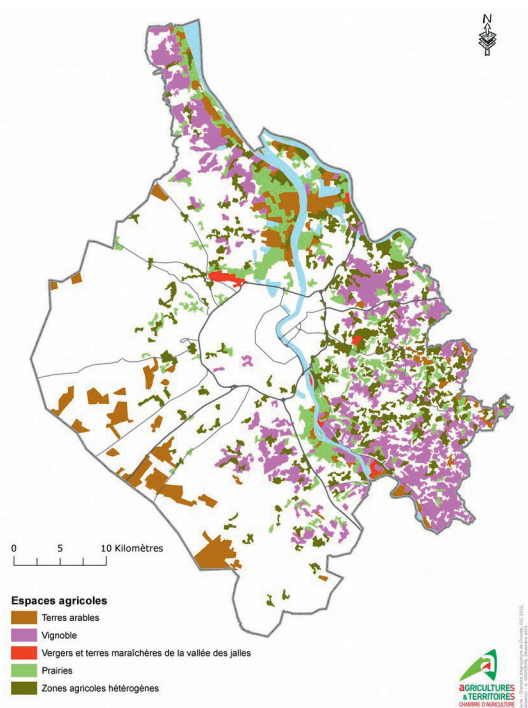 N
0 5 10 Kilomètres
Espaces agricoles
Terres arables
Vignoble
Vergers et terres maraîchères de la vallée des jalles
Prairies
Zones agricoles hétérogènes
AGRICULTURES
& TERRITOIRES
CHAMBRE D'AGRICULTURE